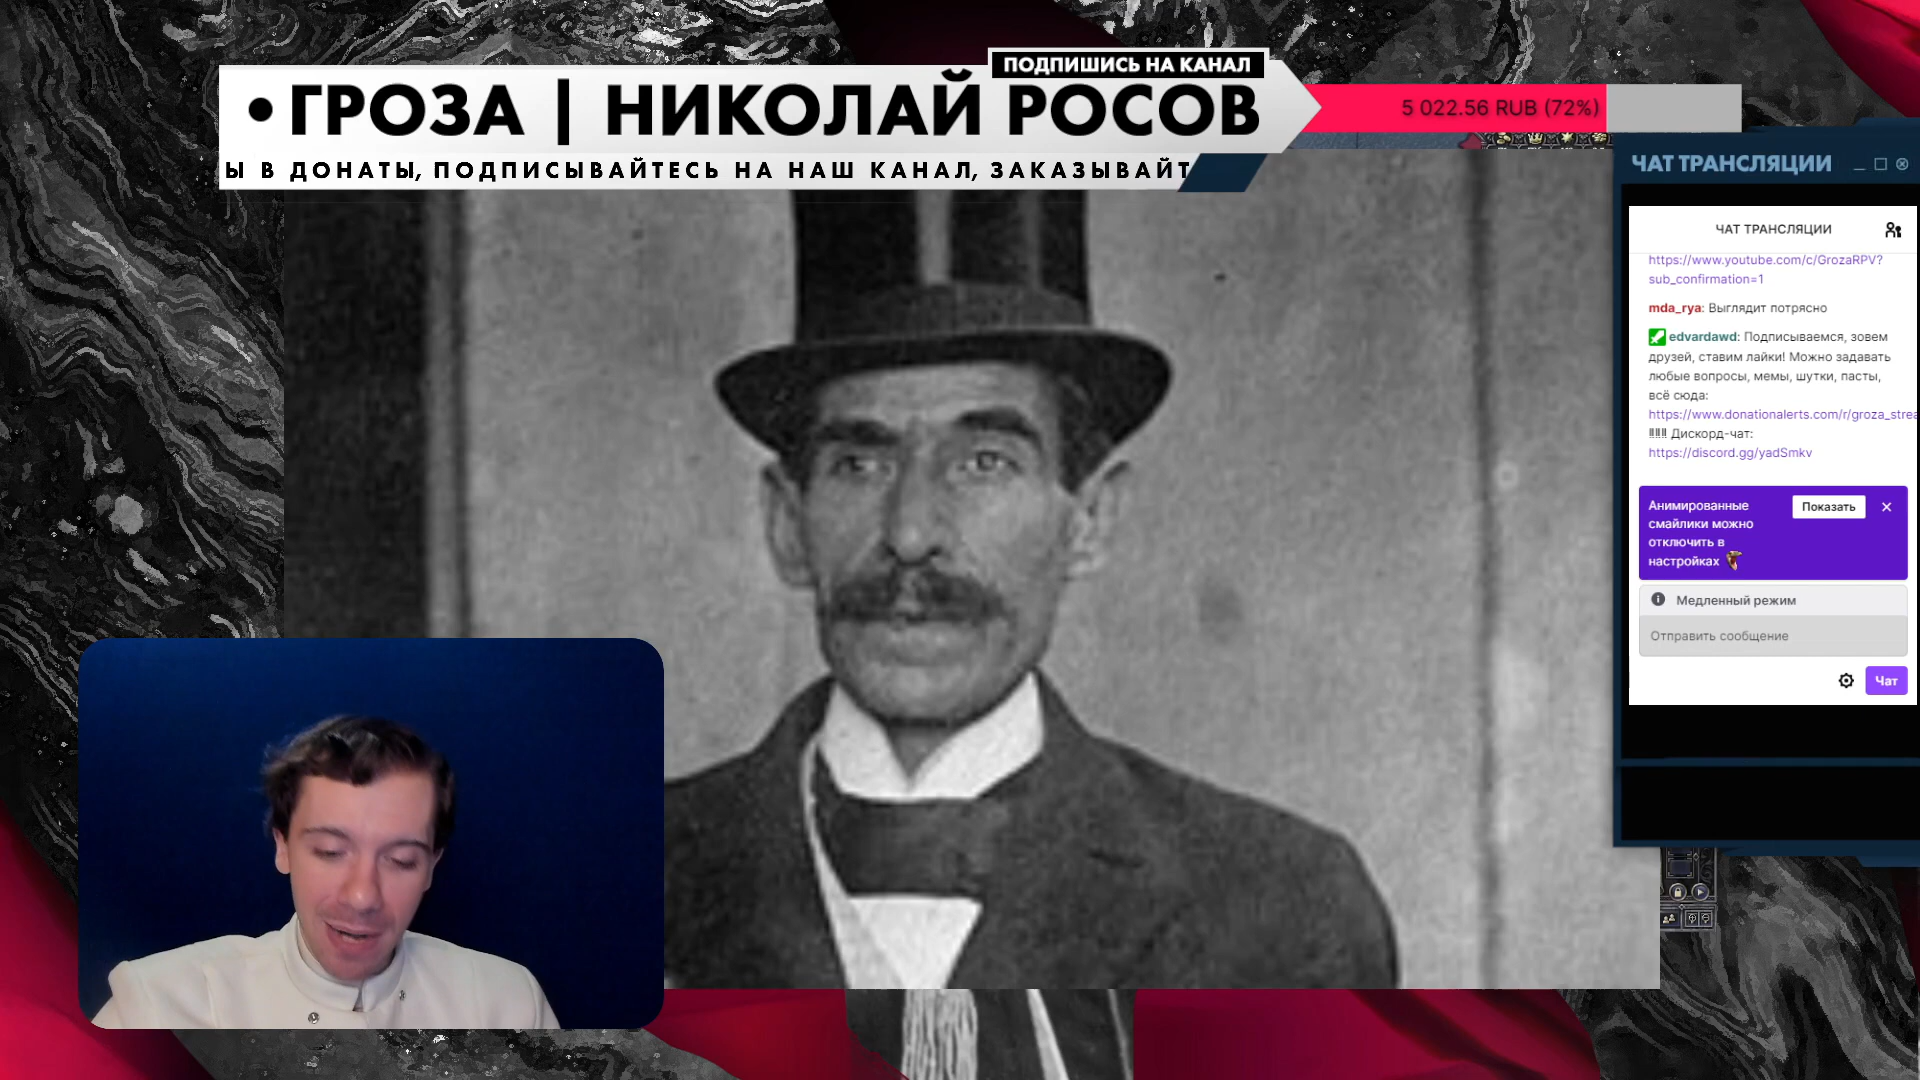 ПОДПИШИСЬ НА КАНАЛ
• ГРОЗА | НИКОЛАЙ РОСОВ
5 022.56 RUB (72%)
Ы В ДОНАТЫ, ПОДПИСЫВАЙТЕСЬ НА НАШ КАНАЛ, ЗАКАЗЫВАЙТ
ЧАТ ТРАНСЛЯЦИИ
ЧАТ ТРАНСЛЯЦИИ
https://www.youtube.com/c/GrozaRPV?
sub_confirmation=1
mda_rya: Выглядит потрясно
edvardawd: Подписываемся, зовем
друзей, ставим лайки! Можно задавать
любые вопросы, мемы, шутки, пасты,
всё сюда:
https://www.donationalerts.com/r/groza_strea
!!!!!! Дискорд-чат:
https://discord.gg/yadSmkv
Анимированные
смайлики можно
отключить в
настройках
Показать
Медленный режим
Отправить сообщение
Чат